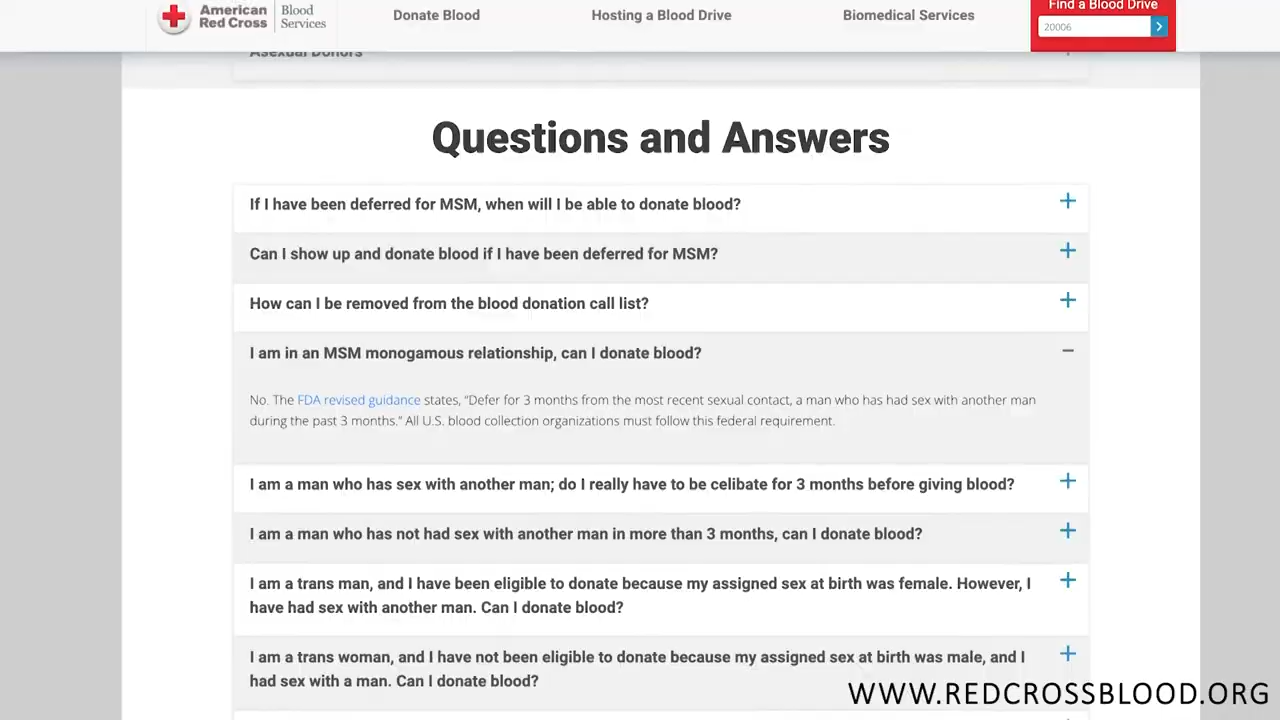 American
Red Cross
Blood
Services
Donate Blood
Hosting a Blood Drive
Biomedical Services
Find a Blood Drive
20006
Asexual Donors
Questions and Answers
If I have been deferred for MSM, when will I be able to donate blood?
Can I show up and donate blood if I have been deferred for MSM?
How can I be removed from the blood donation call list?
I am in an MSM monogamous relationship, can I donate blood?
No. The FDA revised guidance states, “Defer for 3 months from the most recent sexual contact, a man who has had sex with another man
during the past 3 months.” All U.S. blood collection organizations must follow this federal requirement.
I am a man who has sex with another man; do I really have to be celibate for 3 months before giving blood?
I am a man who has not had sex with another man in more than 3 months, can I donate blood?
I am a trans man, and I have been eligible to donate because my assigned sex at birth was female. However, I
have had sex with another man. Can I donate blood?
I am a trans woman, and I have not been eligible to donate because my assigned sex at birth was male, and I
had sex with a man. Can I donate blood?
WWW.REDCROSSBLOOD.ORG